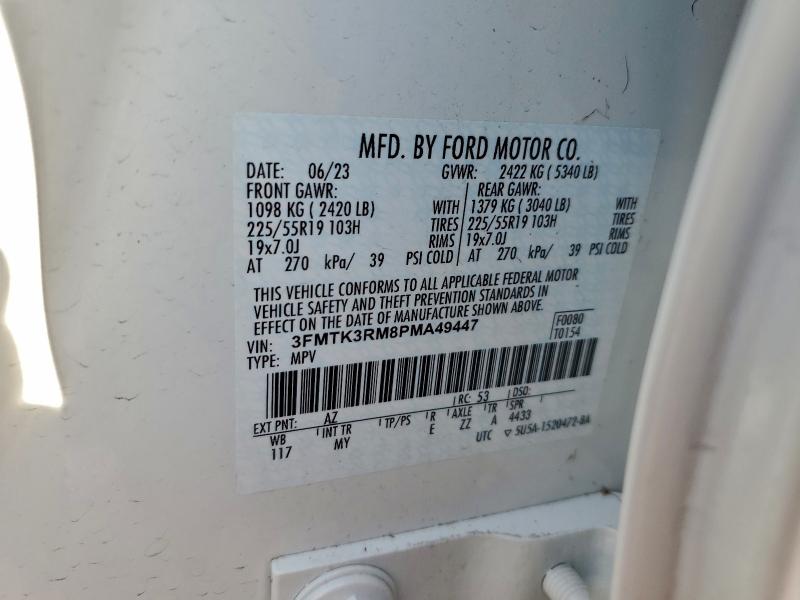 MFD. BY FORD MOTOR CO.
DATE: 06/23 GVWR: 2422 KG ( 5340 LB)
FRONT GAWR: REAR GAWR:
1098 KG ( 2420 LB) WITH 1379 KG ( 3040 LB) WITH
225/55R19 103H TIRES 225/55R19 103H TIRES
19x7.0J RIMS 19x7.0J RIMS
AT 270 kPa/ 39 PSI COLD AT 270 kPa/ 39 PSI COLD
THIS VEHICLE CONFORMS TO ALL APPLICABLE FEDERAL MOTOR
VEHICLE SAFETY AND THEFT PREVENTION STANDARDS IN
EFFECT ON THE DATE OF MANUFACTURE SHOWN ABOVE.
VIN: 3FMTK3RM8PMA49447 F0080
TYPE: MPV T0154
EXT PNT: AZ RC: 53 DSO:
WB INT TR TP/PS R AXLE TR SPR
117 MY E ZZ A 4433
UTC ▽ 5U5A-1520472-BA